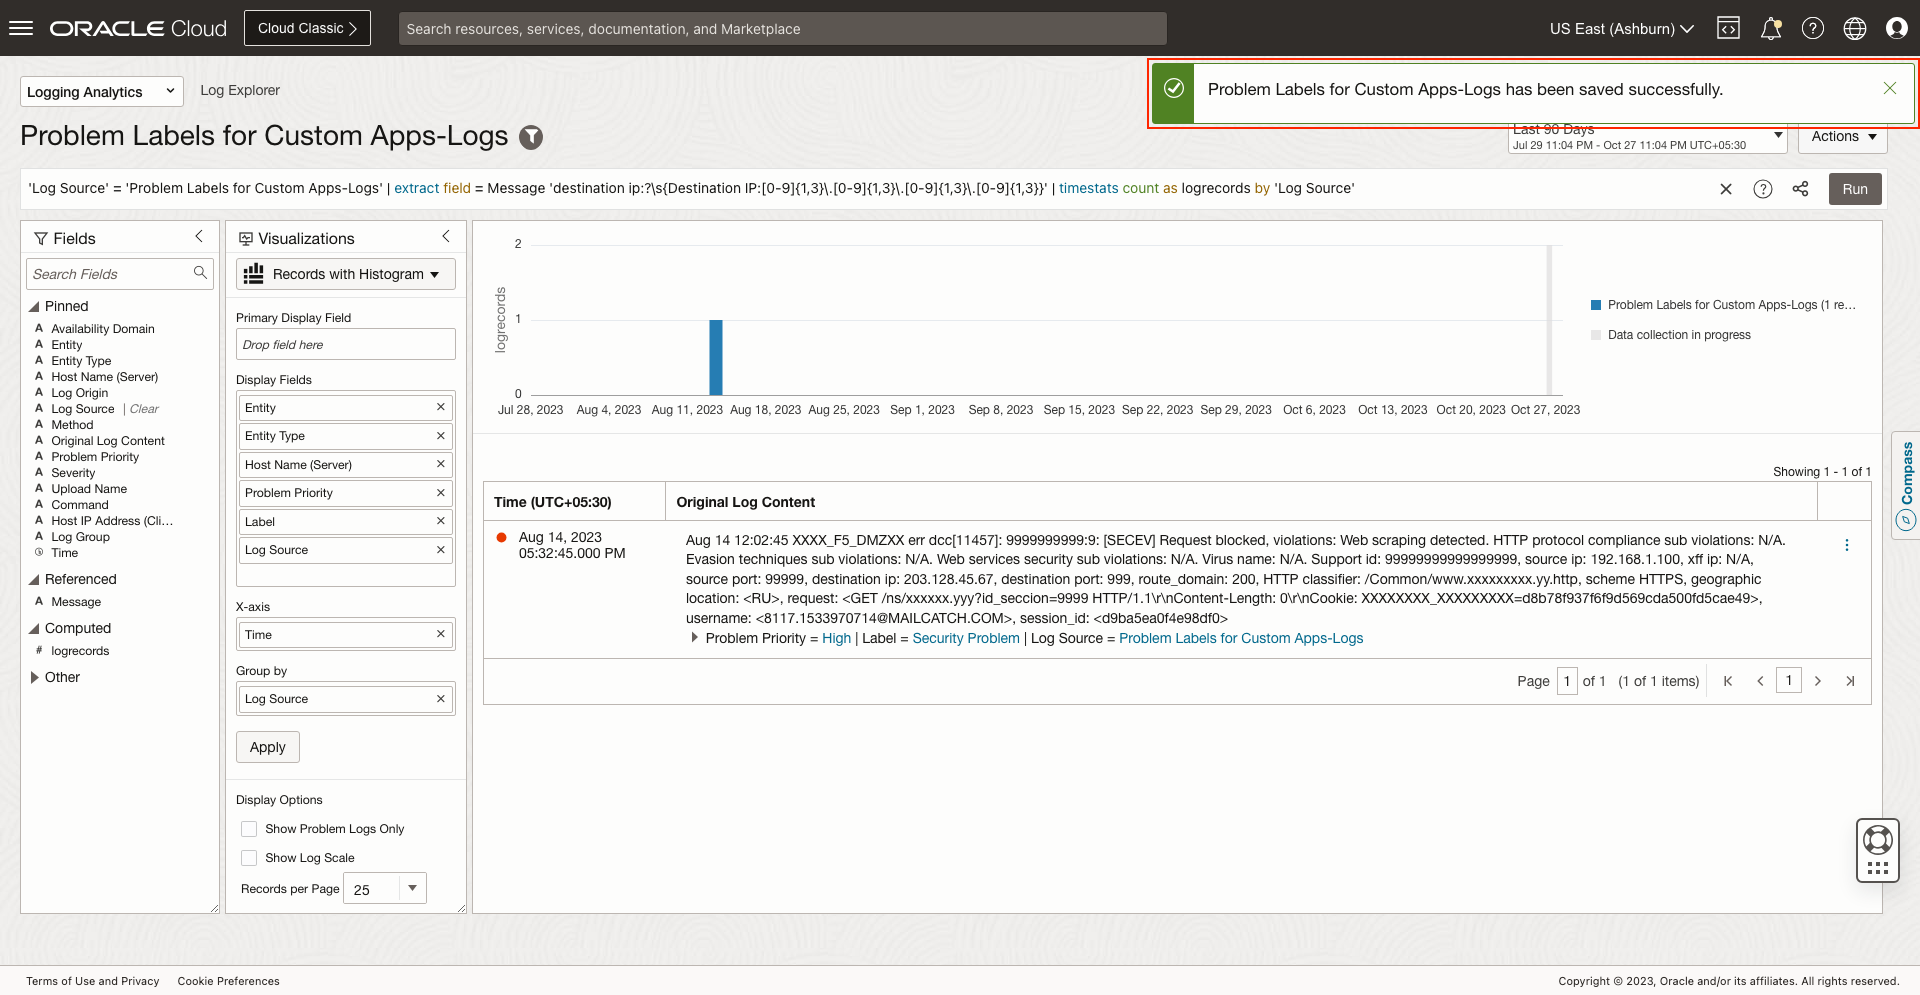 ORACLE Cloud
Cloud Classic
Search resources, services, documentation, and Marketplace
US East (Ashburn)
Logging Analytics
Log Explorer
Problem Labels for Custom Apps-Logs has been saved successfully.
Problem Labels for Custom Apps-Logs
Last 90 Days
Jul 29 11:04 PM - Oct 27 11:04 PM UTC+05:30
Actions
'Log Source' = 'Problem Labels for Custom Apps-Logs' | extract field = Message 'destination ip:?\s{Destination IP:[0-9]{1,3}\.[0-9]{1,3}\.[0-9]{1,3}\.[0-9]{1,3}}' | timestats count as logrecords by 'Log Source'
Run
Fields
Search Fields
Pinned
A Availability Domain
A Entity
A Entity Type
A Host Name (Server)
A Log Origin
A Log Source | Clear
A Method
A Original Log Content
A Problem Priority
A Severity
A Upload Name
A Command
A Host IP Address (Cli...
A Log Group
Time
Referenced
A Message
Computed
# logrecords
Other
Visualizations
Records with Histogram
Primary Display Field
Drop field here
Display Fields
Entity
Entity Type
Host Name (Server)
Problem Priority
Label
Log Source
X-axis
Time
Group by
Log Source
Apply
Display Options
Show Problem Logs Only
Show Log Scale
Records per Page 25
logrecords
2
1
0
Jul 28, 2023 Aug 4, 2023 Aug 11, 2023 Aug 18, 2023 Aug 25, 2023 Sep 1, 2023 Sep 8, 2023 Sep 15, 2023 Sep 22, 2023 Sep 29, 2023 Oct 6, 2023 Oct 13, 2023 Oct 20, 2023 Oct 27, 2023
Problem Labels for Custom Apps-Logs (1 re...
Data collection in progress
Showing 1 - 1 of 1
Time (UTC+05:30) Original Log Content
Aug 14, 2023
05:32:45.000 PM
Aug 14 12:02:45 XXXX_F5_DMZXX err dcc[11457]: 9999999999:9: [SECEV] Request blocked, violations: Web scraping detected. HTTP protocol compliance sub violations: N/A.
Evasion techniques sub violations: N/A. Web services security sub violations: N/A. Virus name: N/A. Support id: 99999999999999999, source ip: 192.168.1.100, xff ip: N/A,
source port: 99999, destination ip: 203.128.45.67, destination port: 999, route_domain: 200, HTTP classifier: /Common/www.xxxxxxxxx.yy.http, scheme HTTPS, geographic
location: <RU>, request: <GET /ns/xxxxxx.yyy?id_seccion=9999 HTTP/1.1\r\nContent-Length: 0\r\nCookie: XXXXXXXX_XXXXXXXXX=d8b78f937f6f9d569cda500fd5cae49>,
username: <8117.1533970714@MAILCATCH.COM>, session_id: <d9ba5ea0f4e98df0>
Problem Priority = High | Label = Security Problem | Log Source = Problem Labels for Custom Apps-Logs
Page 1 of 1 (1 of 1 items) 1
Compass
Terms of Use and Privacy
Cookie Preferences
Copyright © 2023, Oracle and/or its affiliates. All rights reserved.